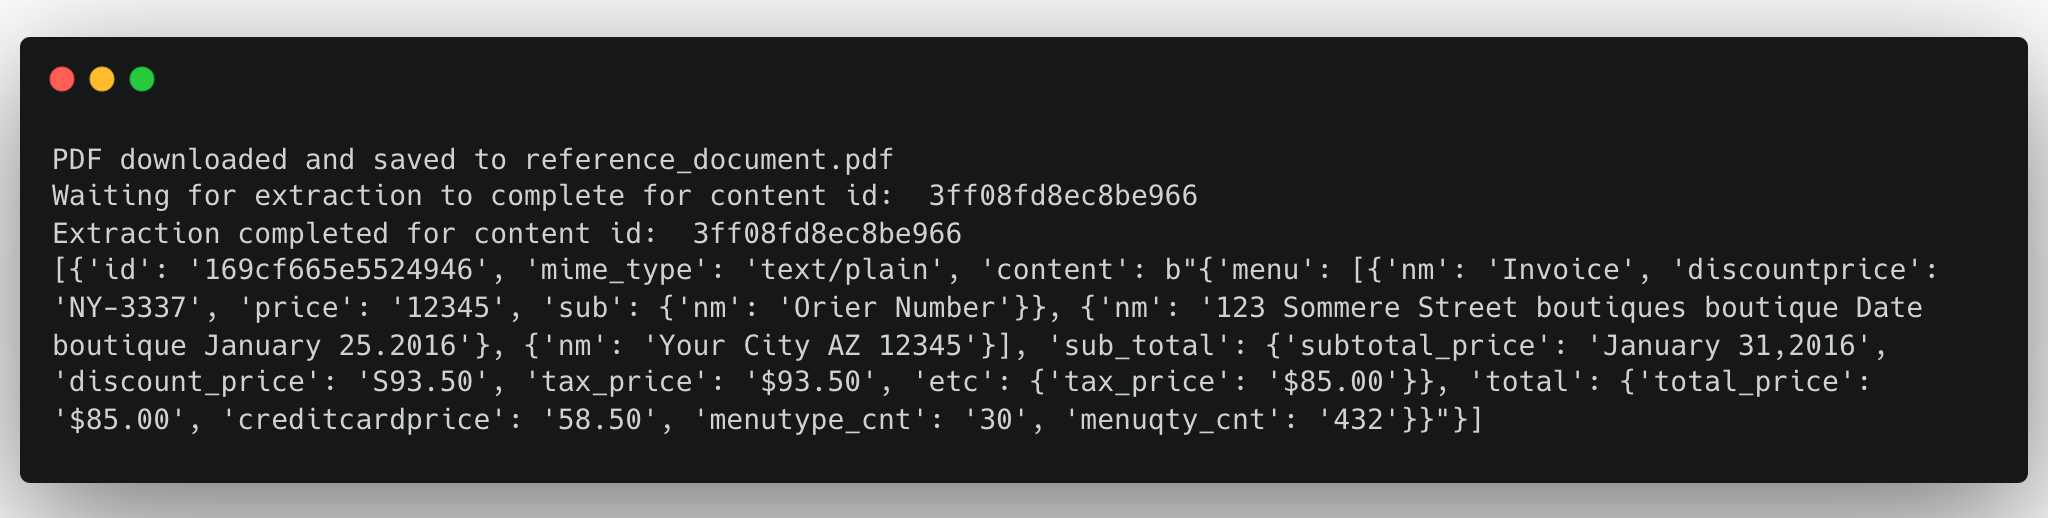 PDF downloaded and saved to reference_document.pdf
Waiting for extraction to complete for content id:  3ff08fd8ec8be966
Extraction completed for content id:  3ff08fd8ec8be966
[{'id': '169cf665e5524946', 'mime_type': 'text/plain', 'content': b"{'menu': [{'nm': 'Invoice', 'discountprice':
'NY-3337', 'price': '12345', 'sub': {'nm': 'Orier Number'}}, {'nm': '123 Sommere Street boutiques boutique Date
boutique January 25.2016'}, {'nm': 'Your City AZ 12345'}], 'sub_total': {'subtotal_price': 'January 31,2016',
'discount_price': 'S93.50', 'tax_price': '$93.50', 'etc': {'tax_price': '$85.00'}}, 'total': {'total_price':
'$85.00', 'creditcardprice': '58.50', 'menutype_cnt': '30', 'menuqty_cnt': '432'}}"}]